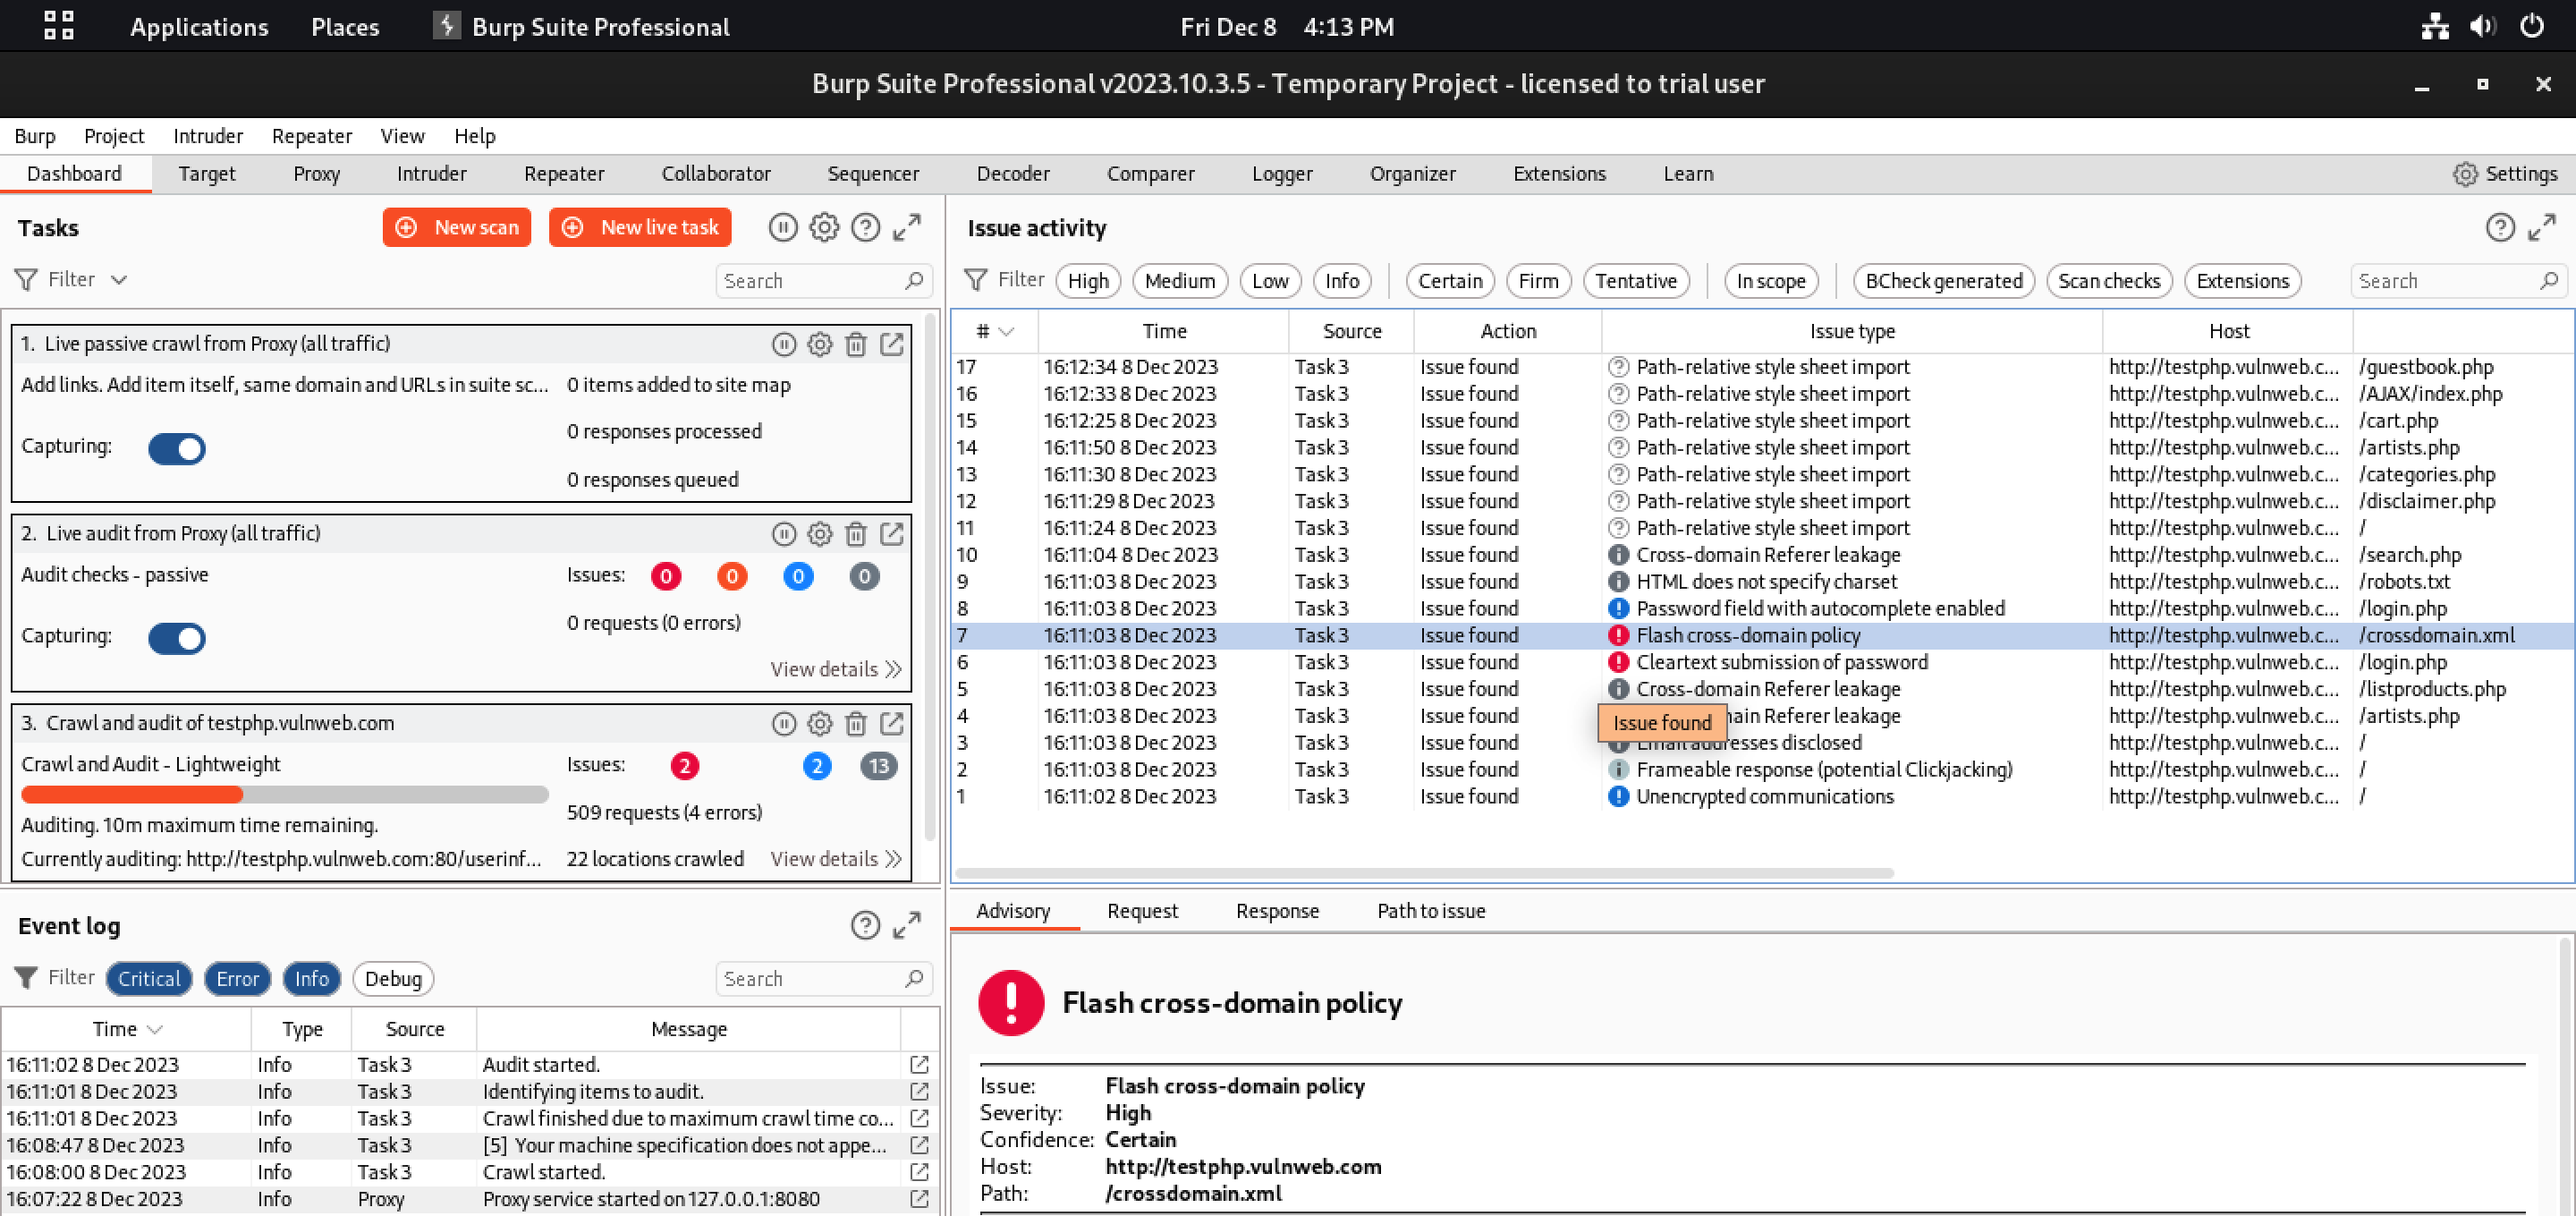 Applications Places Burp Suite Professional Fri Dec 8 4:13 PM
Burp Suite Professional v2023.10.3.5 - Temporary Project - licensed to trial user
Burp Project Intruder Repeater View Help
Dashboard Target Proxy Intruder Repeater Collaborator Sequencer Decoder Comparer Logger Organizer Extensions Learn Settings
Tasks New scan New live task
Filter Search
1. Live passive crawl from Proxy (all traffic)
Add links. Add item itself, same domain and URLs in suite sc... 0 items added to site map
0 responses processed
Capturing:
0 responses queued
2. Live audit from Proxy (all traffic)
Audit checks - passive Issues: 0 0 0 0
0 requests (0 errors)
Capturing:
View details
3. Crawl and audit of testphp.vulnweb.com
Crawl and Audit - Lightweight Issues: 2 2 13
509 requests (4 errors)
Auditing. 10m maximum time remaining.
Currently auditing: http://testphp.vulnweb.com:80/userinf... 22 locations crawled View details
Issue activity
Filter High Medium Low Info Certain Firm Tentative In scope BCheck generated Scan checks Extensions Search
# Time Source Action Issue type Host
17 16:12:34 8 Dec 2023 Task 3 Issue found Path-relative style sheet import http://testphp.vulnweb.c... /guestbook.php
16 16:12:33 8 Dec 2023 Task 3 Issue found Path-relative style sheet import http://testphp.vulnweb.c... /AJAX/index.php
15 16:12:25 8 Dec 2023 Task 3 Issue found Path-relative style sheet import http://testphp.vulnweb.c... /cart.php
14 16:11:50 8 Dec 2023 Task 3 Issue found Path-relative style sheet import http://testphp.vulnweb.c... /artists.php
13 16:11:30 8 Dec 2023 Task 3 Issue found Path-relative style sheet import http://testphp.vulnweb.c... /categories.php
12 16:11:29 8 Dec 2023 Task 3 Issue found Path-relative style sheet import http://testphp.vulnweb.c... /disclaimer.php
11 16:11:24 8 Dec 2023 Task 3 Issue found Path-relative style sheet import http://testphp.vulnweb.c... /
10 16:11:04 8 Dec 2023 Task 3 Issue found Cross-domain Referer leakage http://testphp.vulnweb.c... /search.php
9 16:11:03 8 Dec 2023 Task 3 Issue found HTML does not specify charset http://testphp.vulnweb.c... /robots.txt
8 16:11:03 8 Dec 2023 Task 3 Issue found Password field with autocomplete enabled http://testphp.vulnweb.c... /login.php
7 16:11:03 8 Dec 2023 Task 3 Issue found Flash cross-domain policy http://testphp.vulnweb.c... /crossdomain.xml
6 16:11:03 8 Dec 2023 Task 3 Issue found Cleartext submission of password http://testphp.vulnweb.c... /login.php
5 16:11:03 8 Dec 2023 Task 3 Issue found Cross-domain Referer leakage http://testphp.vulnweb.c... /listproducts.php
4 16:11:03 8 Dec 2023 Task 3 Issue found Issue found ain Referer leakage http://testphp.vulnweb.c... /artists.php
3 16:11:03 8 Dec 2023 Task 3 Issue found Email addresses disclosed http://testphp.vulnweb.c... /
2 16:11:03 8 Dec 2023 Task 3 Issue found Frameable response (potential Clickjacking) http://testphp.vulnweb.c... /
1 16:11:02 8 Dec 2023 Task 3 Issue found Unencrypted communications http://testphp.vulnweb.c... /
Event log
Filter Critical Error Info Debug Search
Time Type Source Message
16:11:02 8 Dec 2023 Info Task 3 Audit started.
16:11:01 8 Dec 2023 Info Task 3 Identifying items to audit.
16:11:01 8 Dec 2023 Info Task 3 Crawl finished due to maximum crawl time co...
16:08:47 8 Dec 2023 Info Task 3 [5] Your machine specification does not appe...
16:08:00 8 Dec 2023 Info Task 3 Crawl started.
16:07:22 8 Dec 2023 Info Proxy Proxy service started on 127.0.0.1:8080
Advisory Request Response Path to issue
Flash cross-domain policy
Issue: Flash cross-domain policy
Severity: High
Confidence: Certain
Host: http://testphp.vulnweb.com
Path: /crossdomain.xml